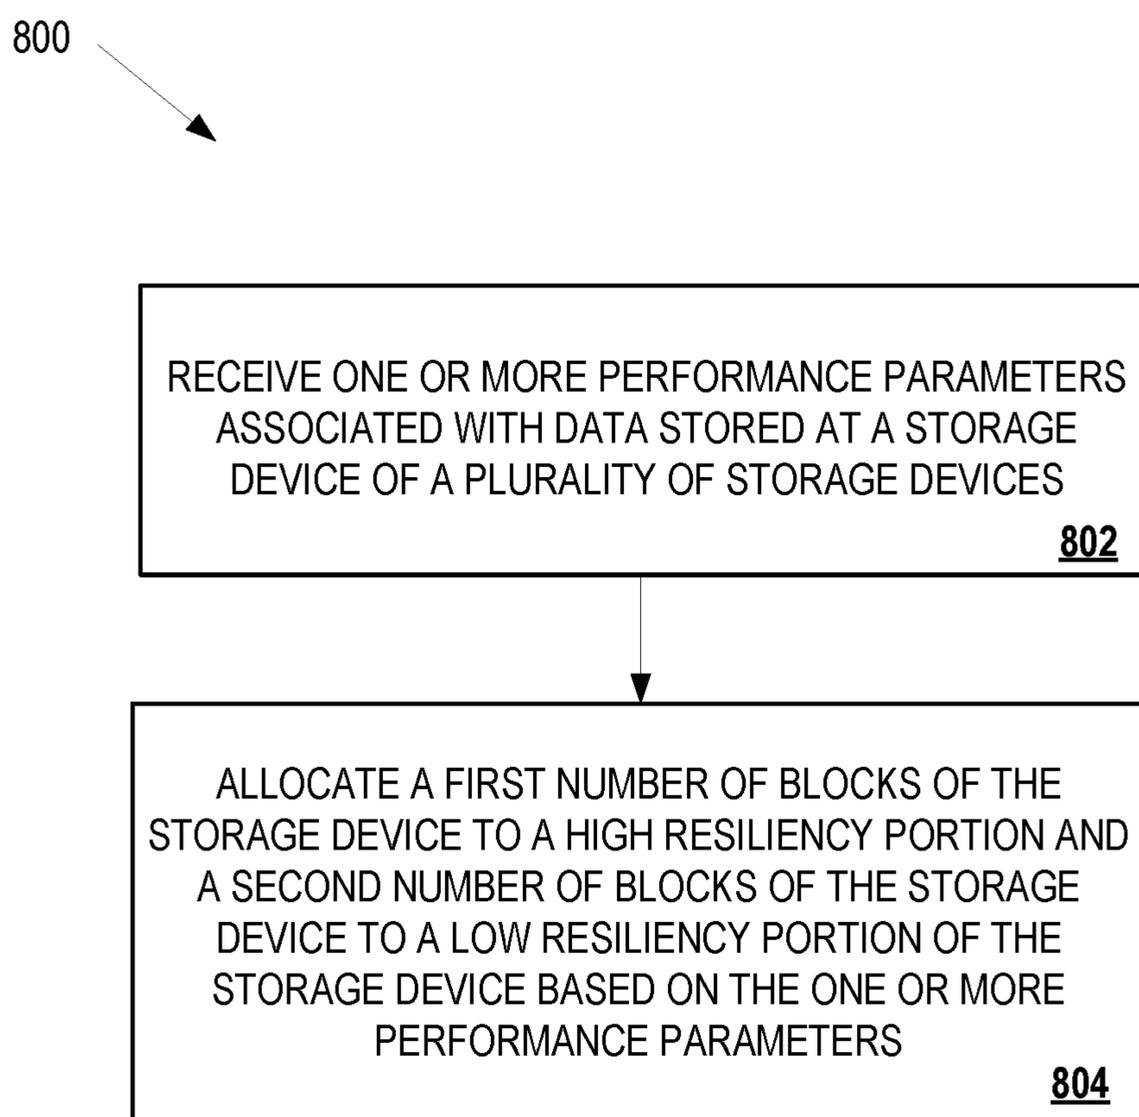 800
RECEIVE ONE OR MORE PERFORMANCE PARAMETERS
ASSOCIATED WITH DATA STORED AT A STORAGE
DEVICE OF A PLURALITY OF STORAGE DEVICES
802
ALLOCATE A FIRST NUMBER OF BLOCKS OF THE
STORAGE DEVICE TO A HIGH RESILIENCY PORTION AND
A SECOND NUMBER OF BLOCKS OF THE STORAGE
DEVICE TO A LOW RESILIENCY PORTION OF THE
STORAGE DEVICE BASED ON THE ONE OR MORE
PERFORMANCE PARAMETERS
804